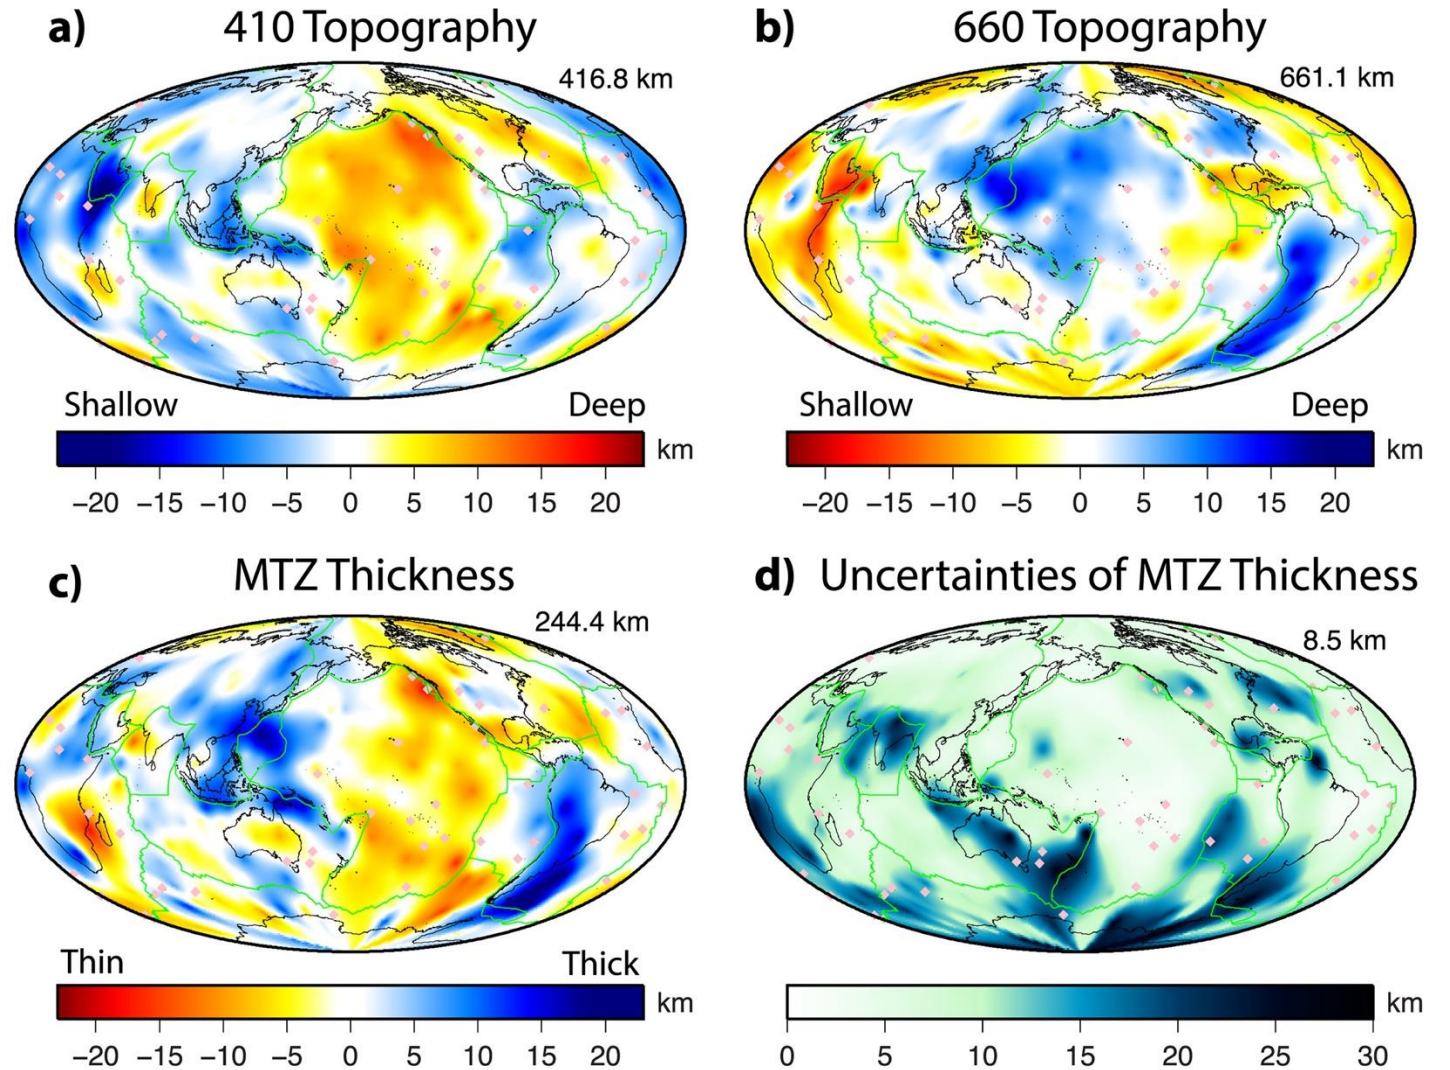 a) 410 Topography
416.8 km
Shallow Deep
km
−20 −15 −10 −5 0 5 10 15 20
b) 660 Topography
661.1 km
Shallow Deep
km
−20 −15 −10 −5 0 5 10 15 20
c) MTZ Thickness
244.4 km
Thin Thick
km
−20 −15 −10 −5 0 5 10 15 20
d) Uncertainties of MTZ Thickness
8.5 km
km
0 5 10 15 20 25 30